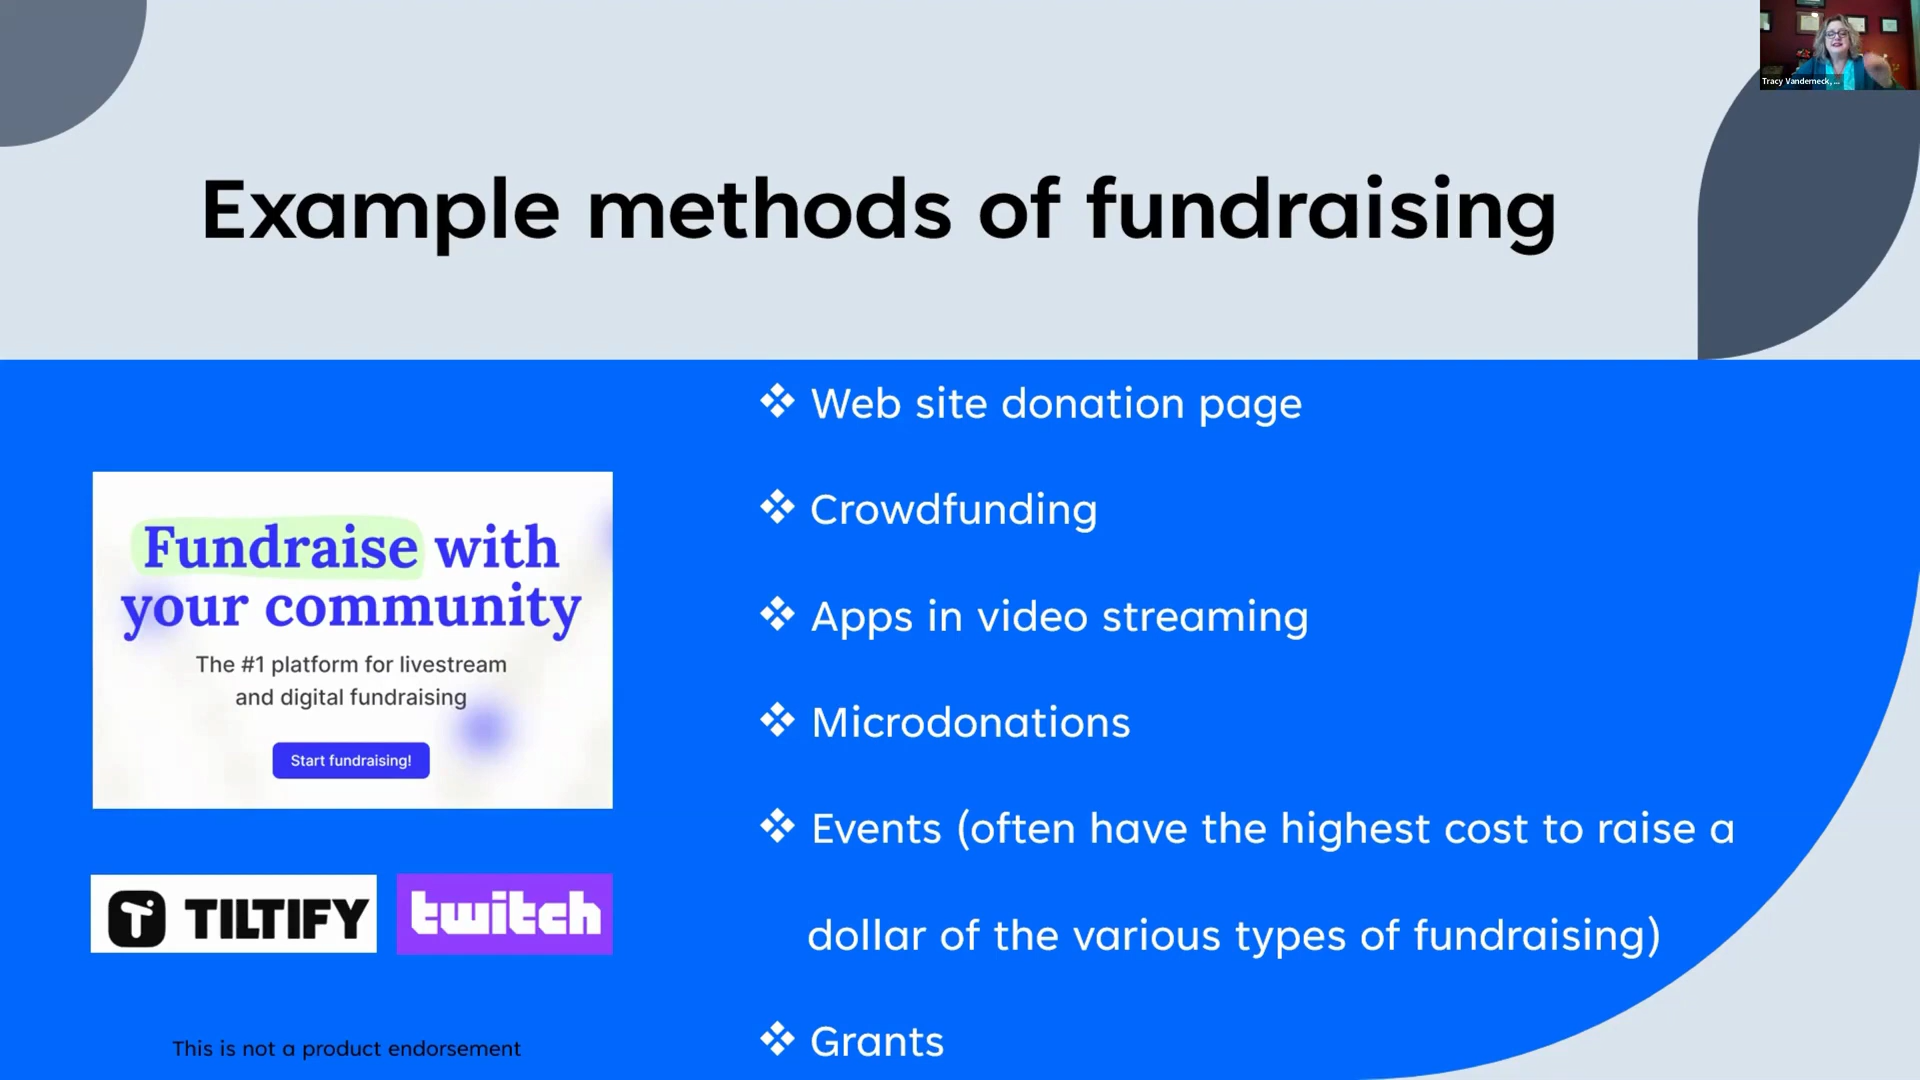 Tracy Vanderneck, ...
Example methods of fundraising
❖ Web site donation page
❖ Crowdfunding
❖ Apps in video streaming
❖ Microdonations
❖ Events (often have the highest cost to raise a
dollar of the various types of fundraising)
❖ Grants
Fundraise with
your community
The #1 platform for livestream
and digital fundraising
Start fundraising!
TILTIFY
twitch
This is not a product endorsement